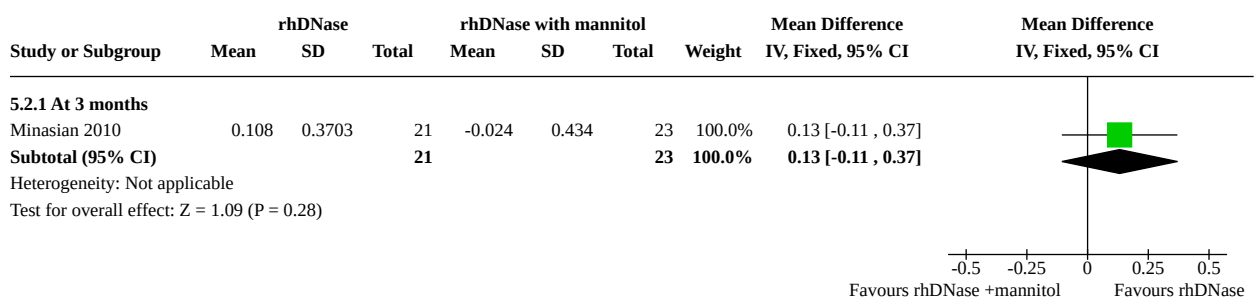 rhDNase rhDNase with mannitol Mean Difference Mean Difference
Study or Subgroup Mean SD Total Mean SD Total Weight IV, Fixed, 95% CI IV, Fixed, 95% CI
5.2.1 At 3 months
Minasian 2010 0.108 0.3703 21 -0.024 0.434 23 100.0% 0.13 [-0.11 , 0.37]
Subtotal (95% CI) 21 23 100.0% 0.13 [-0.11 , 0.37]
Heterogeneity: Not applicable
Test for overall effect: Z = 1.09 (P = 0.28)
-0.5 -0.25 0 0.25 0.5
Favours rhDNase +mannitol Favours rhDNase